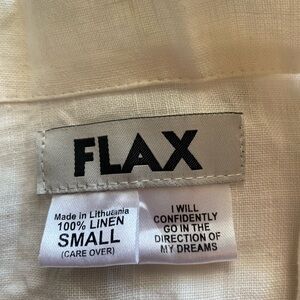 FLAX
Made in Lithuania
100% LINEN
SMALL
(CARE OVER)
I WILL
CONFIDENTLY
GO IN THE
DIRECTION OF
MY DREAMS